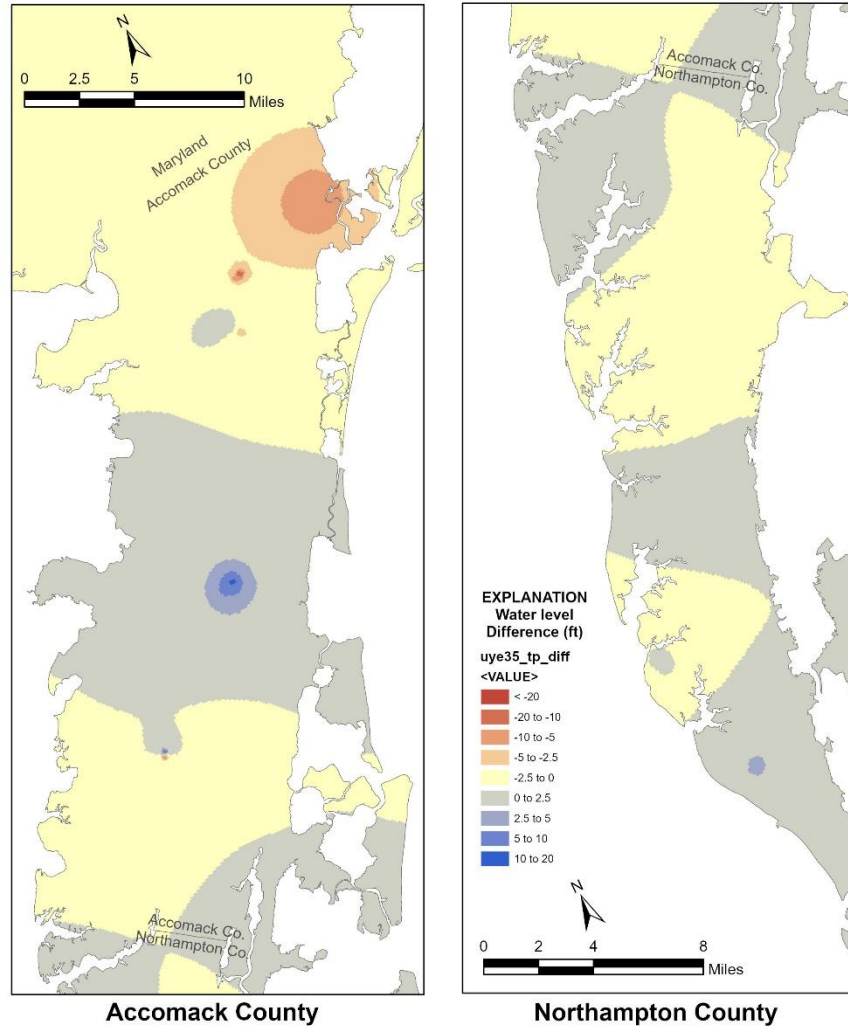 N
0 2.5 5 10
Miles
Maryland
Accomack County
Accomack Co.
Northampton Co.
Accomack County
Accomack Co.
Northampton Co.
EXPLANATION
Water level
Difference (ft)
uye35_tp_diff
<VALUE>
< -20
-20 to -10
-10 to -5
-5 to -2.5
-2.5 to 0
0 to 2.5
2.5 to 5
5 to 10
10 to 20
N
0 2 4 8
Miles
Northampton County